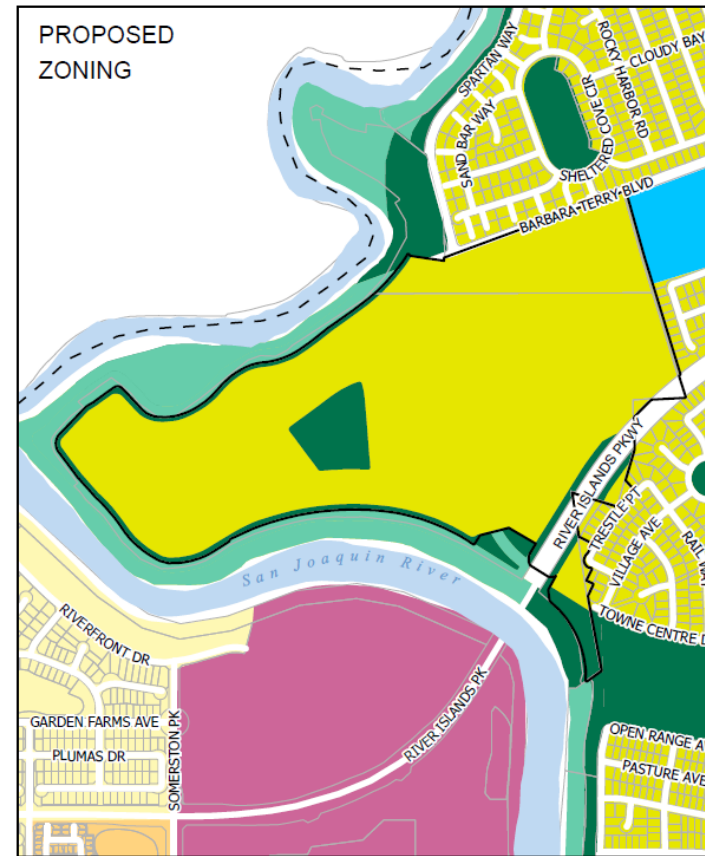 PROPOSED
ZONING
SPARTAN WAY
ROCKY HARBOR RD
CLOUDY BAY
SAND BAR WAY
SHELTERED COVE CIR
BARBARA TERRY BLVD
RIVER ISLANDS PKWY
TRESTLE PT
VILLAGE AVE
RAIL WAY
San Joaquin River
TOWNE CENTRE D
RIVERFRONT DR
RIVER ISLANDS PK
GARDEN FARMS AVE
SOMERSTON PK
PLUMAS DR
OPEN RANGE A
PASTURE AVE